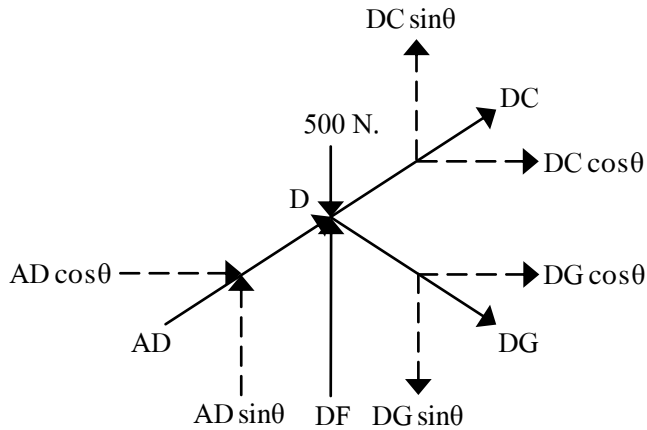 DC sinθ
DC
500 N.
DC cosθ
D
AD cosθ
DG cosθ
AD
DG
AD sinθ
DF
DG sinθ